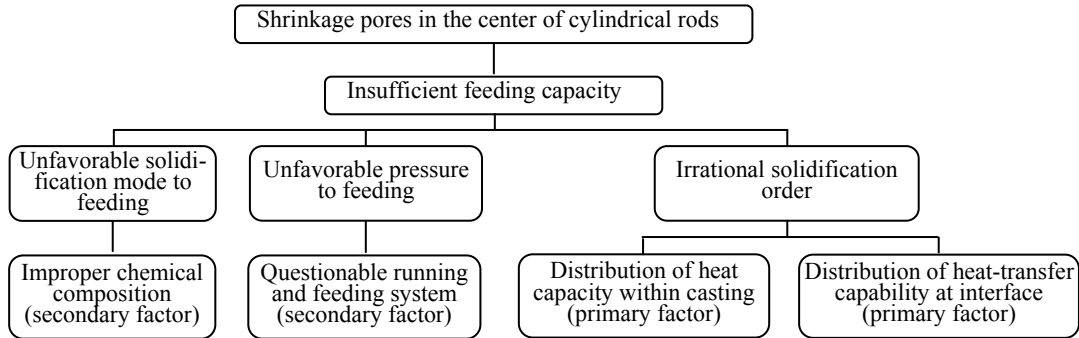 Shrinkage pores in the center of cylindrical rods
Insufficient feeding capacity
Unfavorable solidi-
fication mode to
feeding
Unfavorable pressure
to feeding
Irrational solidification
order
Improper chemical
composition
(secondary factor)
Questionable running
and feeding system
(secondary factor)
Distribution of heat
capacity within casting
(primary factor)
Distribution of heat-transfer
capability at interface
(primary factor)